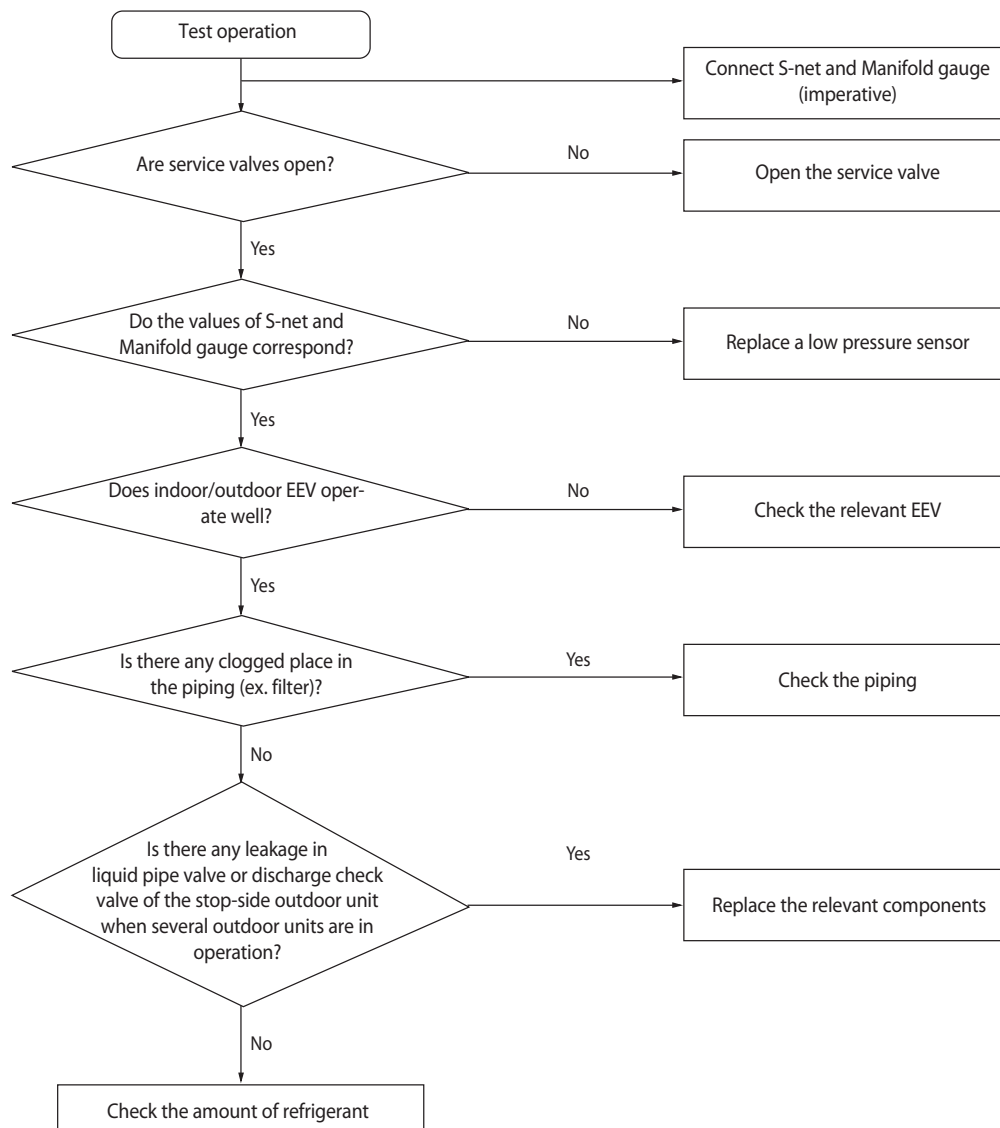 Test operation
Connect S-net and Manifold gauge
(imperative)
Are service valves open?
No
Open the service valve
Yes
Do the values of S-net and
Manifold gauge correspond?
No
Replace a low pressure sensor
Yes
Does indoor/outdoor EEV oper-
ate well?
No
Check the relevant EEV
Yes
Is there any clogged place in
the piping (ex. filter)?
Yes
Check the piping
No
Is there any leakage in
liquid pipe valve or discharge check
valve of the stop-side outdoor unit
when several outdoor units are in
operation?
Yes
Replace the relevant components
No
Check the amount of refrigerant